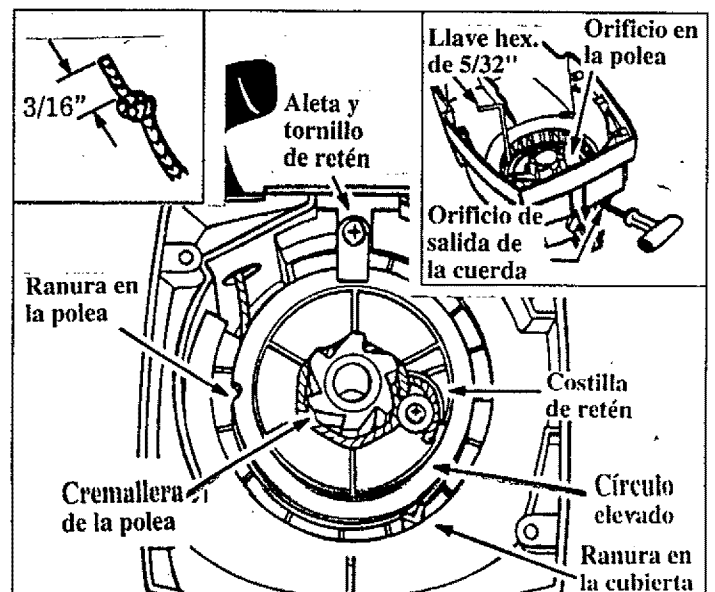 3/16”
Aleta y
tornillo
de retén
Llave hex.
de 5/32"
Orificio en
la polea
Orificio de
salida de
la cuerda
Ranura en
la polea
Costilla
de retén
Cremallera
de la polea
Círculo
elevado
Ranura en
la cubierta